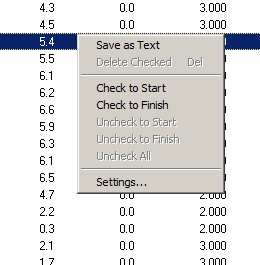 4.3 0.0 3.000
4.5 0.0 3.000
5.4
Save as Text
5.5
Delete Checked Del
6.1
Check to Start
6.2
Check to Finish
6.6
Uncheck to Start
5.9
Uncheck to Finish
6.3
Uncheck All
6.1
6.5
Settings...
4.7 0.0 2.000
2.2 0.0 2.000
0.3 0.0 2.000
2.1 0.0 3.000
1.7 0.0 3.000